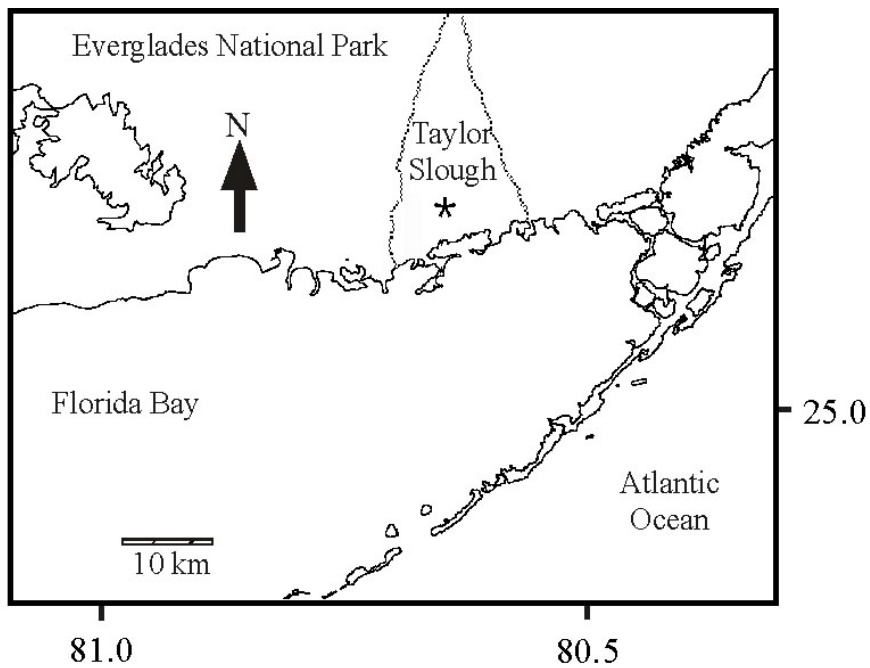 Everglades National Park
N
Taylor
Slough
*
Florida Bay
25.0
Atlantic
Ocean
10 km
81.0
80.5